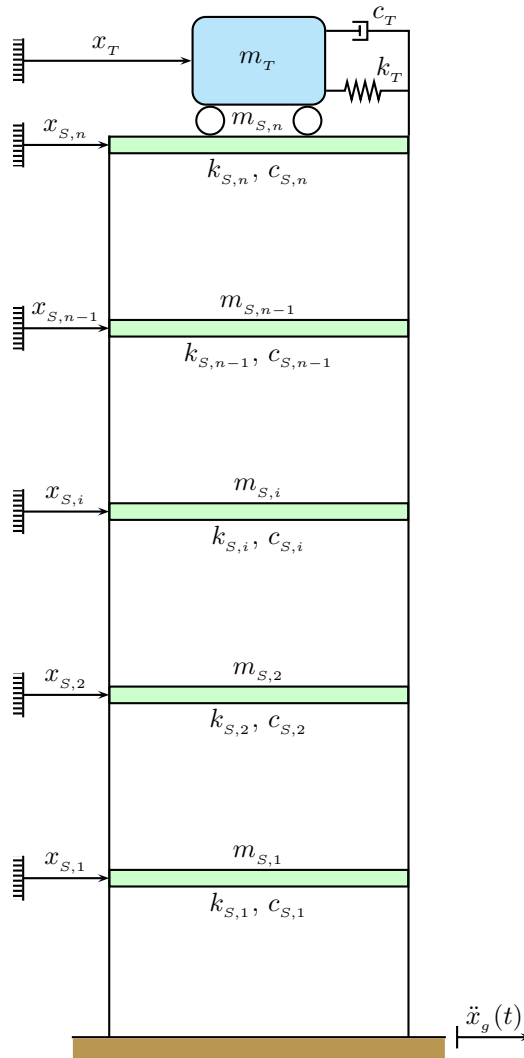 c_T
x_T
m_T
k_T
m_{S,n}
x_{S,n}
k_{S,n}, c_{S,n}
x_{S,n-1}
m_{S,n-1}
k_{S,n-1}, c_{S,n-1}
x_{S,i}
m_{S,i}
k_{S,i}, c_{S,i}
x_{S,2}
m_{S,2}
k_{S,2}, c_{S,2}
x_{S,1}
m_{S,1}
k_{S,1}, c_{S,1}
ẍ_g(t)